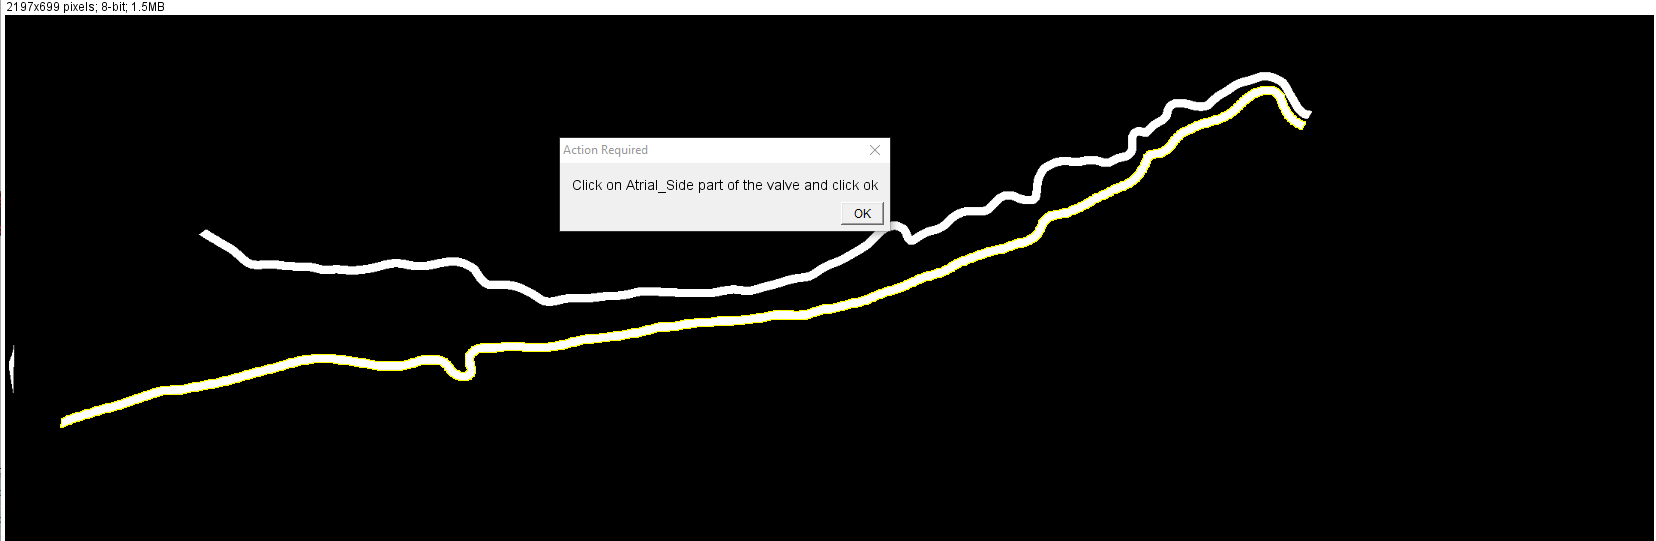 2197x699 pixels; 8-bit; 1.5MB
Action Required
Click on Atrial_Side part of the valve and click ok
OK